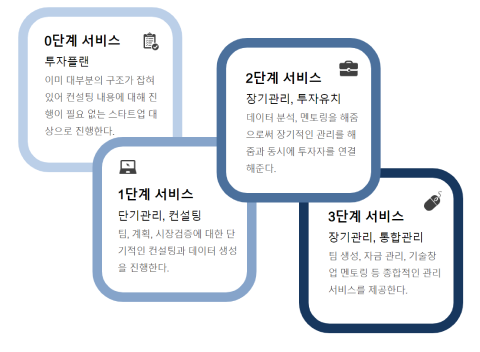 0단계 서비스
투자플랜
이미 대부분의 구조가 잡혀
있어 컨설팅 내용에 대해 진
행이 필요 없는 스타트업 대
상으로 진행한다.
1단계 서비스
단기관리, 컨설팅
팀, 계획, 시장검증에 대한 단
기적인 컨설팅과 데이터 생성
을 진행한다.
2단계 서비스
장기관리, 투자유치
데이터 분석, 멘토링을 해줌
으로써 장기적인 관리를 해
줌과 동시에 투자자를 연결
해준다.
3단계 서비스
장기관리, 통합관리
팀 생성, 자금 관리, 기술창
업 멘토링 등 종합적인 관리
서비스를 제공한다.